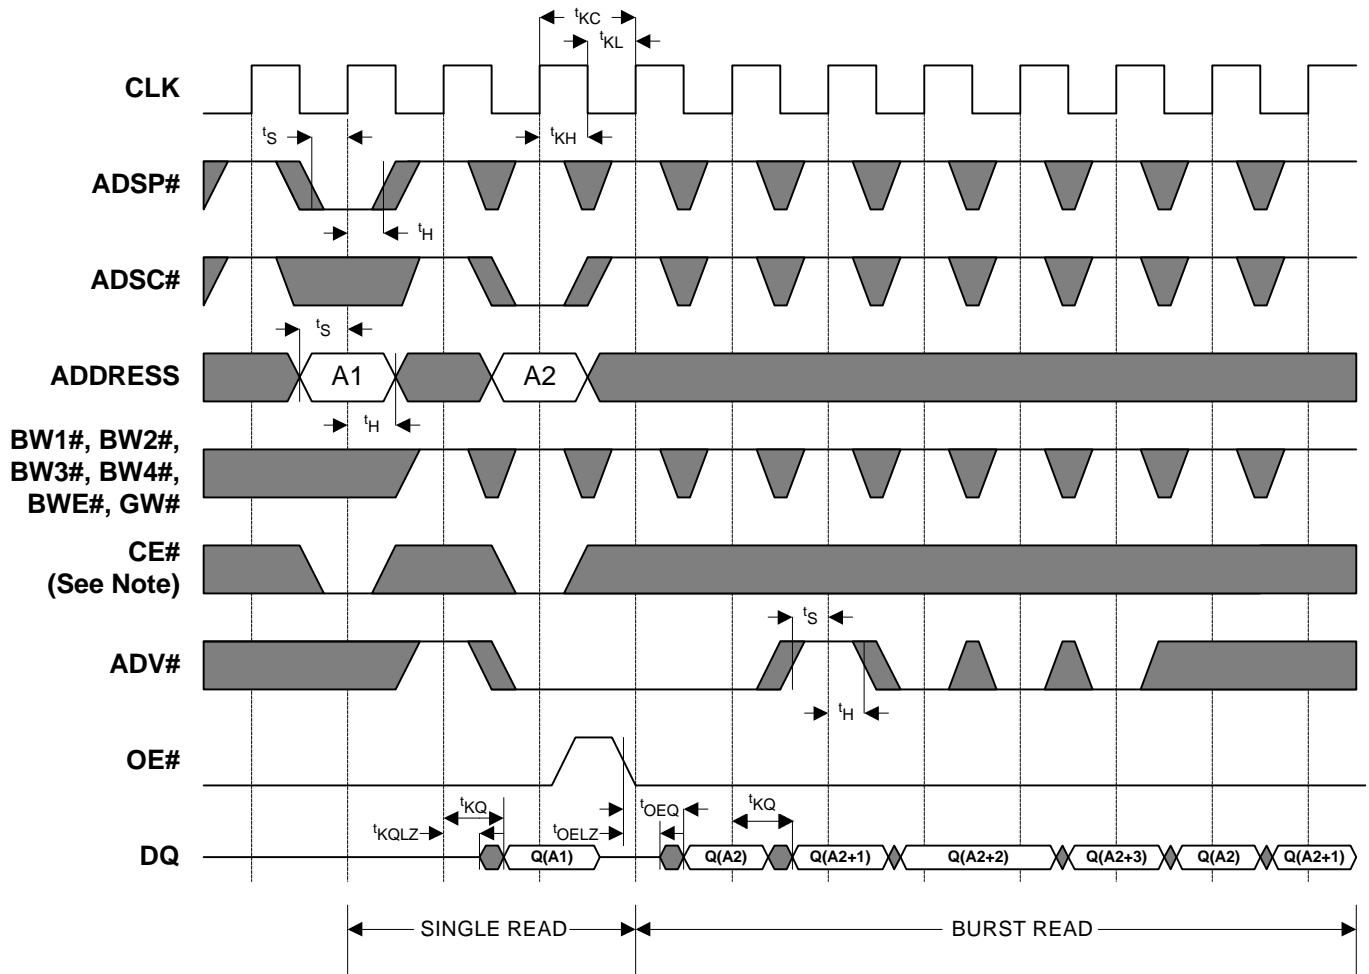 tKC
tKL
CLK
tS
tKH
ADSP#
tH
ADSC#
tS
ADDRESS
A1
A2
tH
BW1#, BW2#,
BW3#, BW4#,
BWE#, GW#
CE#
(See Note)
tS
ADV#
tH
OE#
tKQ
tOEQ
tKQ
tKQLZ
tOELZ
DQ
Q(A1)
Q(A2)
Q(A2+1)
Q(A2+2)
Q(A2+3)
Q(A2)
Q(A2+1)
SINGLE READ
BURST READ